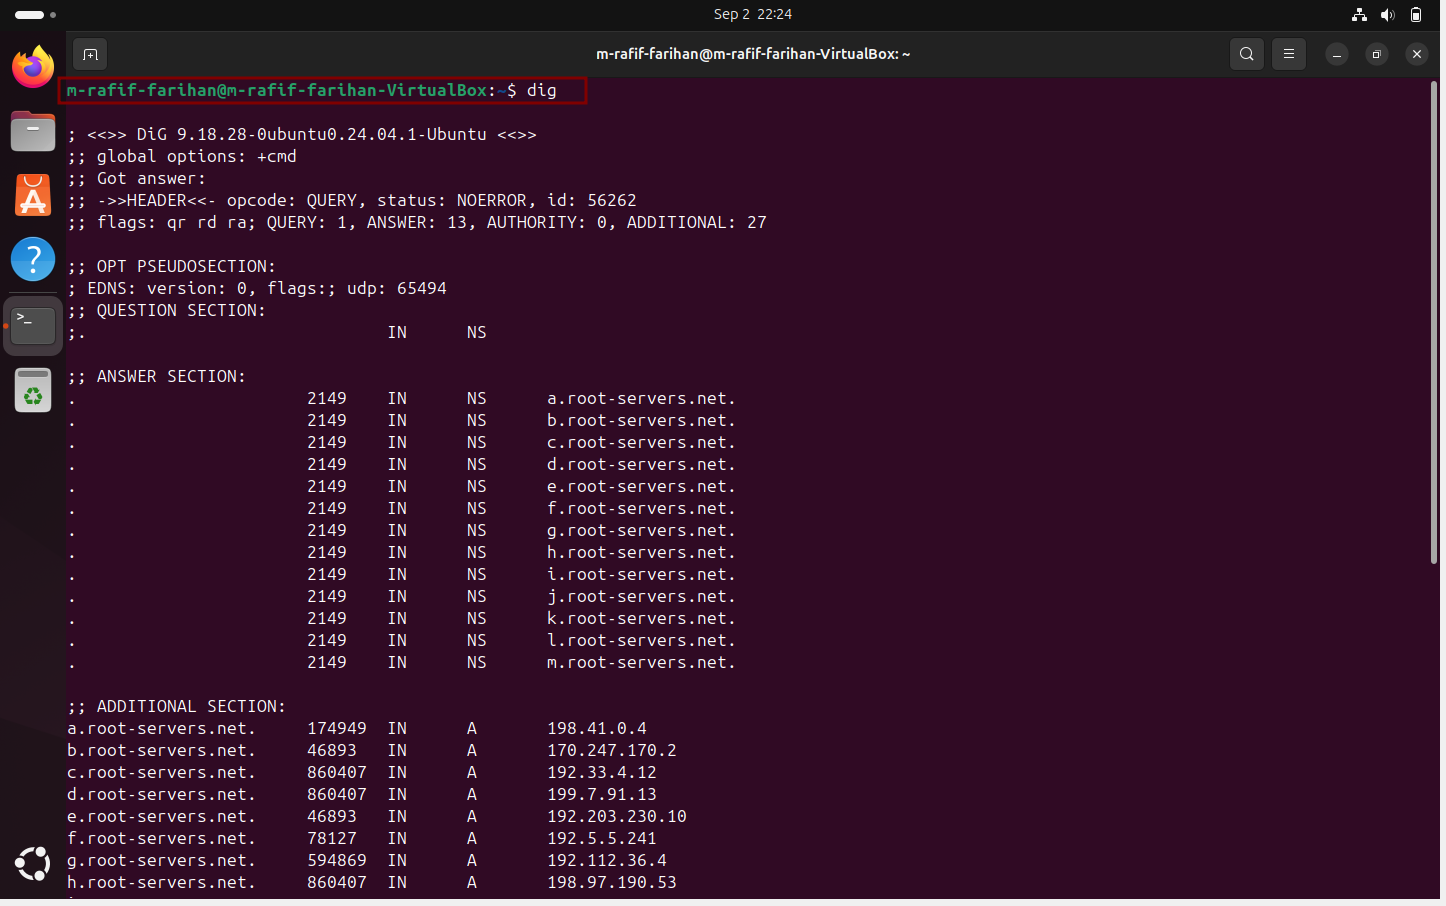 Sep 2 22:24
m-rafif-farihan@m-rafif-farihan-VirtualBox: ~
m-rafif-farihan@m-rafif-farihan-VirtualBox:~$ dig
; <<>> DiG 9.18.28-0ubuntu0.24.04.1-Ubuntu <<>>
;; global options: +cmd
;; Got answer:
;; ->>HEADER<<- opcode: QUERY, status: NOERROR, id: 56262
;; flags: qr rd ra; QUERY: 1, ANSWER: 13, AUTHORITY: 0, ADDITIONAL: 27
;; OPT PSEUDOSECTION:
; EDNS: version: 0, flags:; udp: 65494
;; QUESTION SECTION:
;. IN NS
;; ANSWER SECTION:
. 2149 IN NS a.root-servers.net.
. 2149 IN NS b.root-servers.net.
. 2149 IN NS c.root-servers.net.
. 2149 IN NS d.root-servers.net.
. 2149 IN NS e.root-servers.net.
. 2149 IN NS f.root-servers.net.
. 2149 IN NS g.root-servers.net.
. 2149 IN NS h.root-servers.net.
. 2149 IN NS i.root-servers.net.
. 2149 IN NS j.root-servers.net.
. 2149 IN NS k.root-servers.net.
. 2149 IN NS l.root-servers.net.
. 2149 IN NS m.root-servers.net.
;; ADDITIONAL SECTION:
a.root-servers.net. 174949 IN A 198.41.0.4
b.root-servers.net. 46893 IN A 170.247.170.2
c.root-servers.net. 860407 IN A 192.33.4.12
d.root-servers.net. 860407 IN A 199.7.91.13
e.root-servers.net. 46893 IN A 192.203.230.10
f.root-servers.net. 78127 IN A 192.5.5.241
g.root-servers.net. 594869 IN A 192.112.36.4
h.root-servers.net. 860407 IN A 198.97.190.53